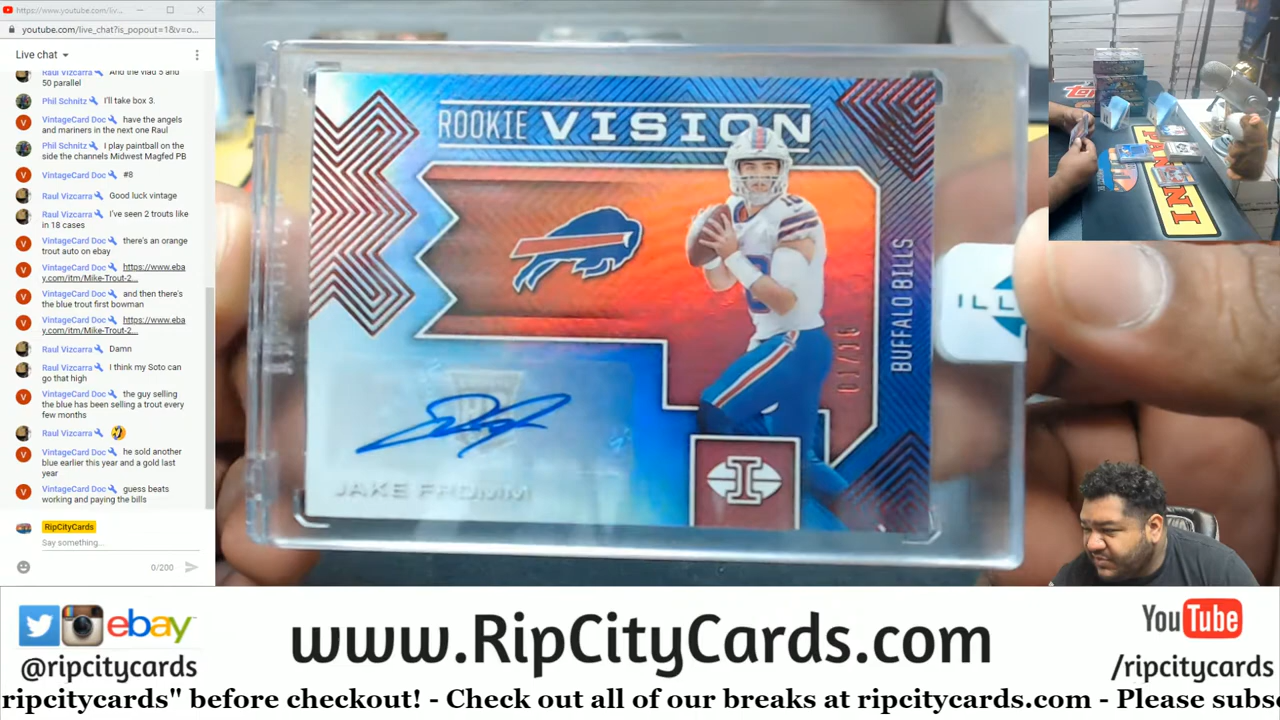 https://www.youtube.com/liv...
youtube.com/live_chat?is_popout=1&v=o...
Live chat
Raul Vizcarra And the vlad 5 and
50 parallel
Phil Schnitz I'll take box 3.
VintageCard Doc have the angels
and mariners in the next one Raul
Phil Schnitz I play paintball on the
side the channels Midwest Magfed PB
VintageCard Doc #8
Raul Vizcarra Good luck vintage
Raul Vizcarra I've seen 2 trouts like
in 18 cases
VintageCard Doc there's an orange
trout auto on ebay
VintageCard Doc https://www.eba
y.com/itm/Mike-Trout-2...
VintageCard Doc and then there's
the blue trout first bowman
VintageCard Doc https://www.eba
y.com/itm/Mike-Trout-2...
Raul Vizcarra Damn
Raul Vizcarra I think my Soto can
go that high
VintageCard Doc the guy selling
the blue has been selling a trout every
few months
Raul Vizcarra 🤣
VintageCard Doc he sold another
blue earlier this year and a gold last
year
VintageCard Doc guess beats
working and paying the bills
RipCityCards
Say something...
0/200
ROOKIE VISION
BUFFALO BILLS
JAKE FROMM
I
PANINI
ebay
@ripcitycards
www.RipCityCards.com
YouTube
/ripcitycards
ripcitycards" before checkout! - Check out all of our breaks at ripcitycards.com - Please subs